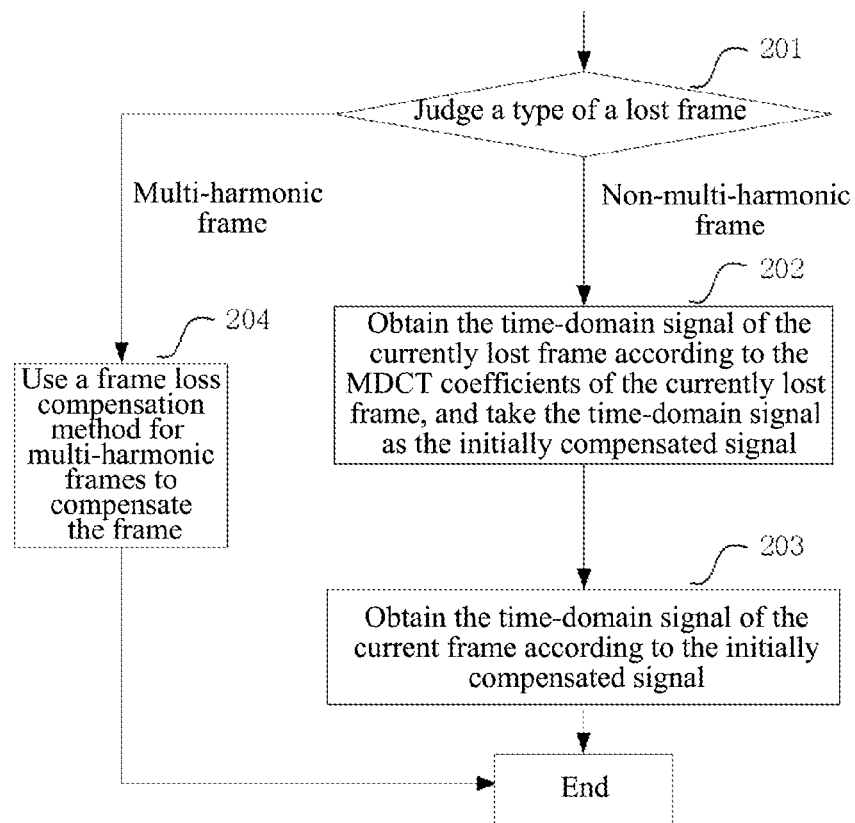 201
Judge a type of a lost frame
Multi-harmonic
frame
Non-multi-harmonic
frame
202
Obtain the time-domain signal of the
currently lost frame according to the
MDCT coefficients of the currently lost
frame, and take the time-domain signal
as the initially compensated signal
204
Use a frame loss
compensation
method for
multi-harmonic
frames to
compensate
the frame
203
Obtain the time-domain signal of the
current frame according to the initially
compensated signal
End